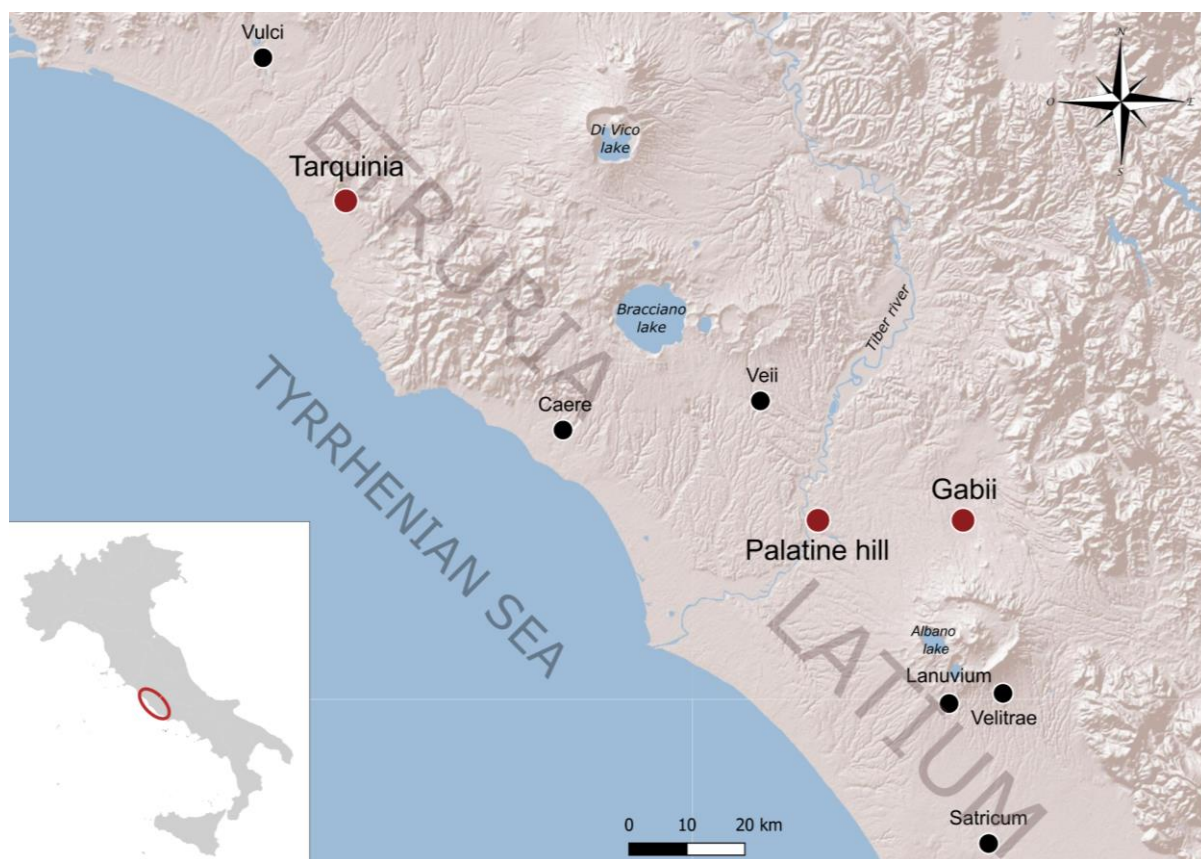 Vulci
N
O
E
S
Di Vico
lake
Tarquinia
ETRURIA
Bracciano
lake
Tiber river
Veii
Caere
TYRRHENIAN SEA
Gabii
Palatine hill
LATIUM
Albano
lake
Lanuvium
Velitrae
Satricum
0 10 20 km